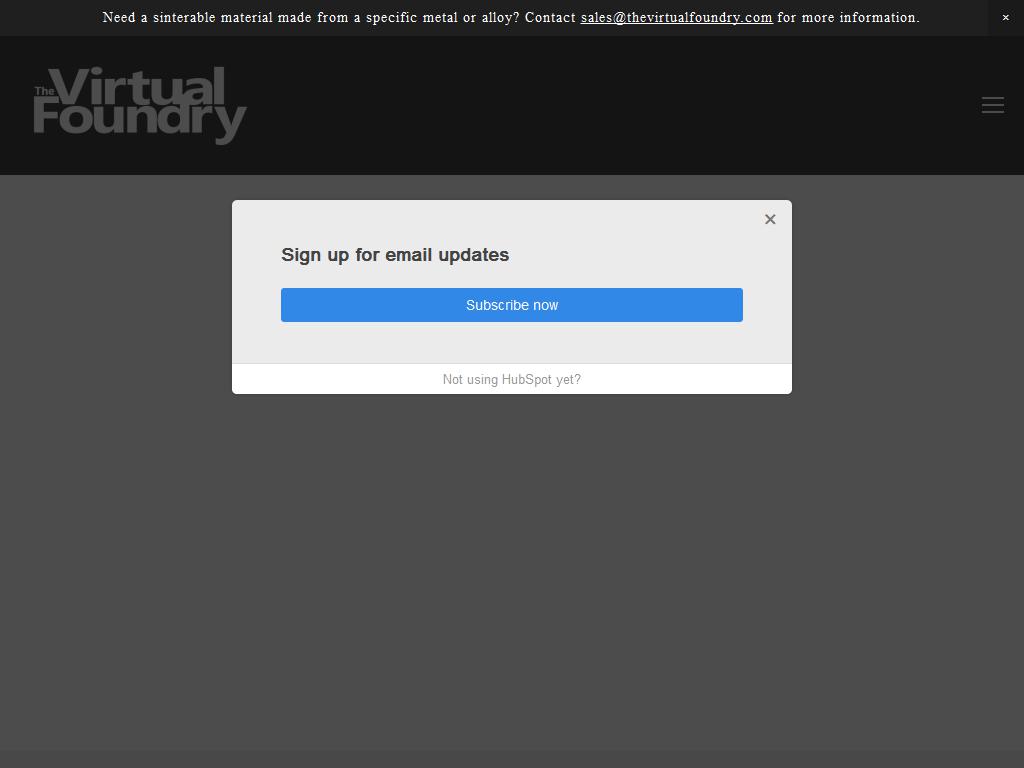 Need a sinterable material made from a specific metal or alloy? Contact sales@thevirtualfoundry.com for more information.
×
The Virtual
Foundry
×
Sign up for email updates
Subscribe now
Not using HubSpot yet?